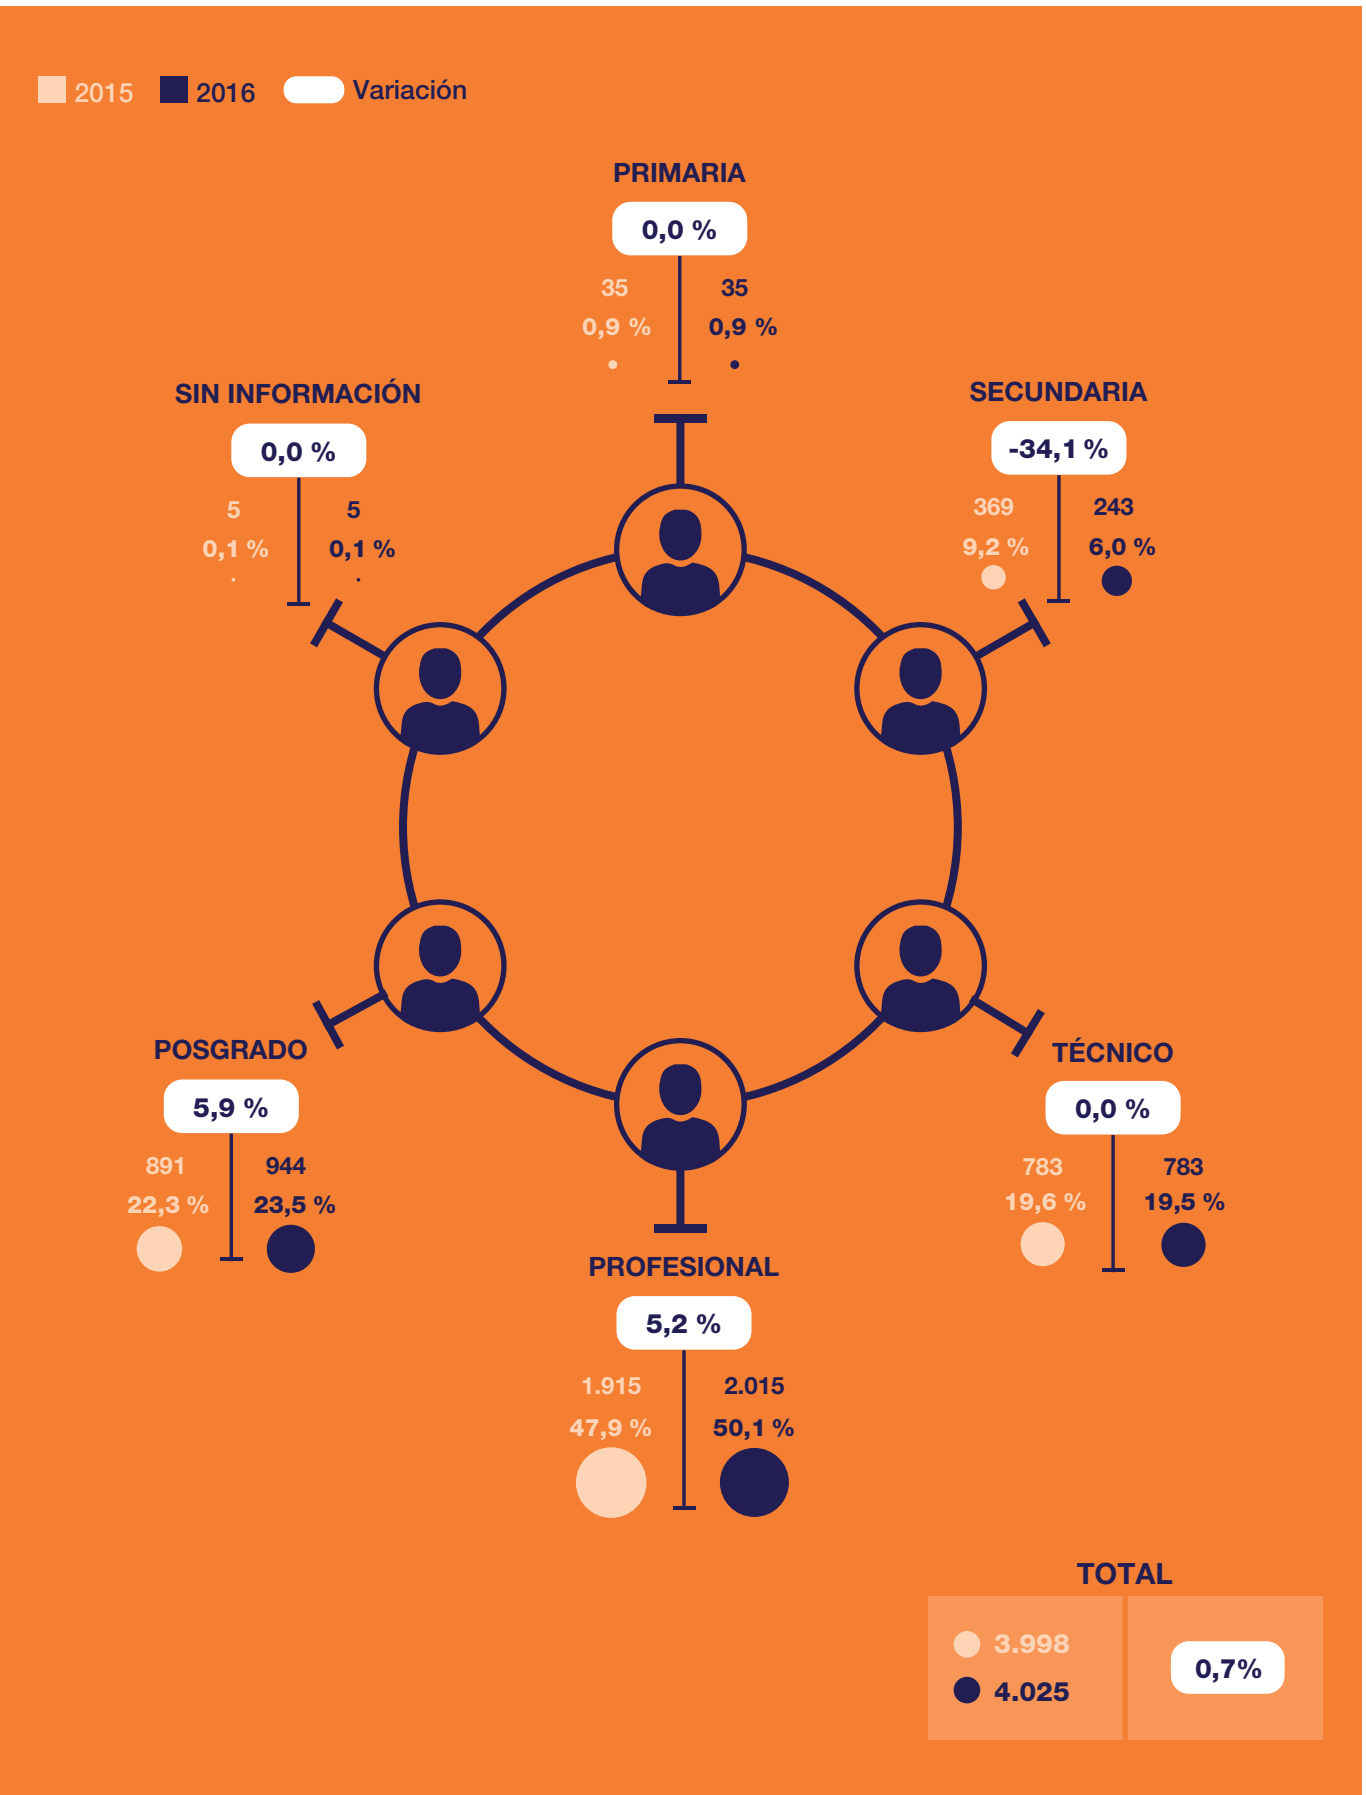 2015 2016 Variación
PRIMARIA
0,0 %
35 35
0,9 % 0,9 %
SIN INFORMACIÓN
0,0 %
5 5
0,1 % 0,1 %
SECUNDARIA
-34,1 %
369 243
9,2 % 6,0 %
POSGRADO
5,9 %
891 944
22,3 % 23,5 %
TÉCNICO
0,0 %
783 783
19,6 % 19,5 %
PROFESIONAL
5,2 %
1.915 2.015
47,9 % 50,1 %
TOTAL
3.998
4.025
0,7%